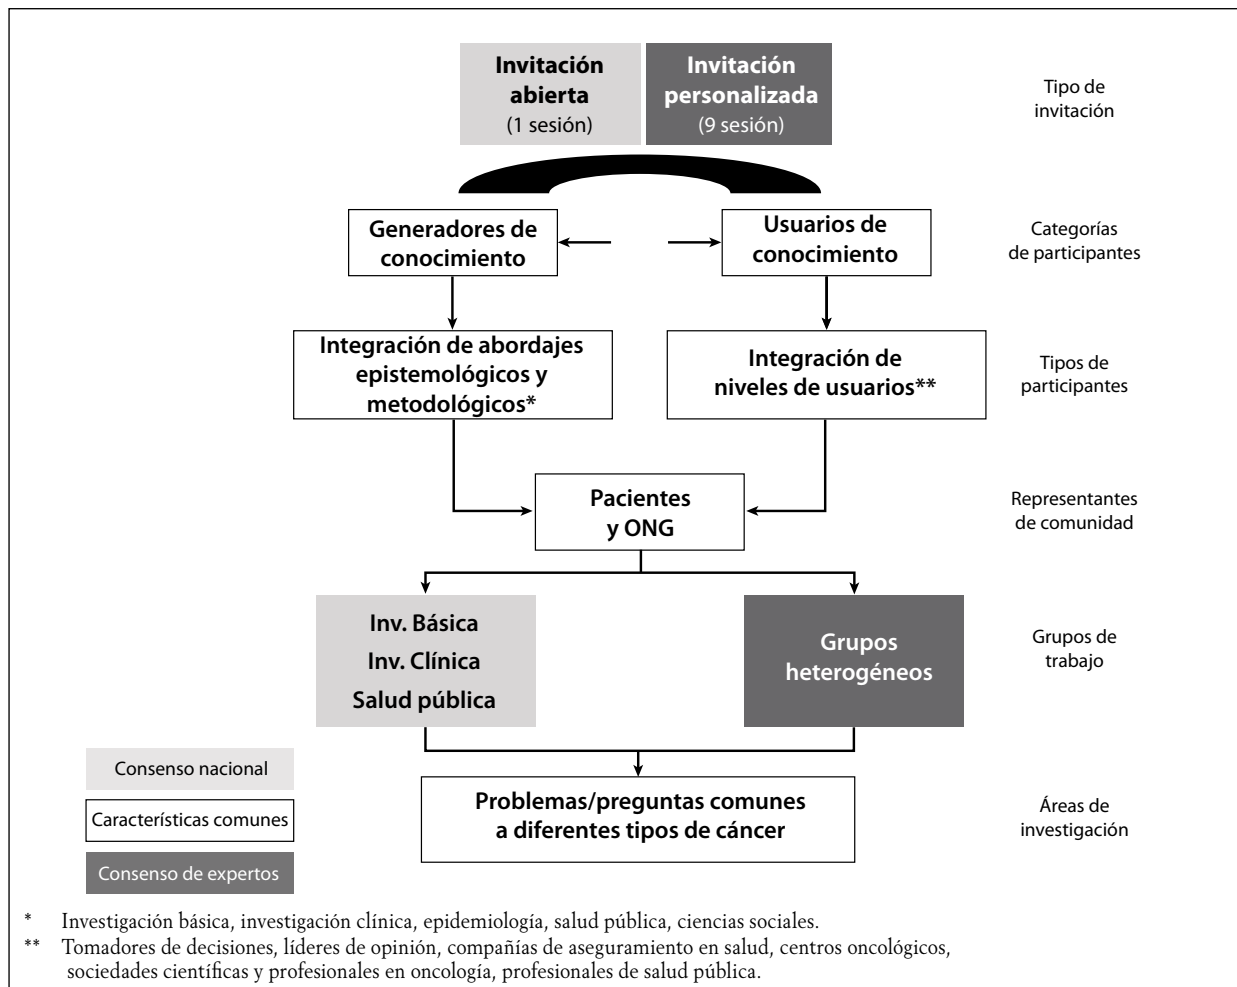 Invitación
abierta
(1 sesión)
Invitación
personalizada
(9 sesión)
Tipo de
invitación
Generadores de
conocimiento
Usuarios de
conocimiento
Categorías
de participantes
Integración de abordajes
epistemológicos y
metodológicos*
Integración de
niveles de usuarios**
Tipos de
participantes
Pacientes
y ONG
Representantes
de comunidad
Inv. Básica
Inv. Clínica
Salud pública
Grupos
heterogéneos
Grupos de
trabajo
Consenso nacional
Características comunes
Consenso de expertos
Problemas/preguntas comunes
a diferentes tipos de cáncer
Áreas de
investigación
* Investigación básica, investigación clínica, epidemiología, salud pública, ciencias sociales.
** Tomadores de decisiones, líderes de opinión, compañías de aseguramiento en salud, centros oncológicos,
sociedades científicas y profesionales en oncología, profesionales de salud pública.